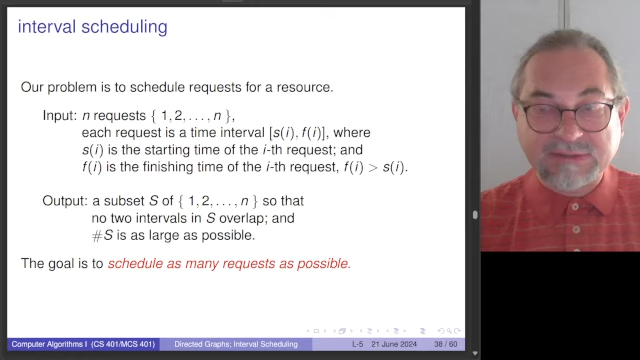 interval scheduling
Our problem is to schedule requests for a resource.
Input: n requests { 1, 2, . . . , n },
each request is a time interval [s(i), f(i)], where
s(i) is the starting time of the i-th request; and
f(i) is the finishing time of the i-th request, f(i) > s(i).
Output: a subset S of { 1, 2, . . . , n } so that
no two intervals in S overlap; and
#S is as large as possible.
The goal is to schedule as many requests as possible.
Computer Algorithms I (CS 401/MCS 401) Directed Graphs; Interval Scheduling L-5 21 June 2024 38 / 60